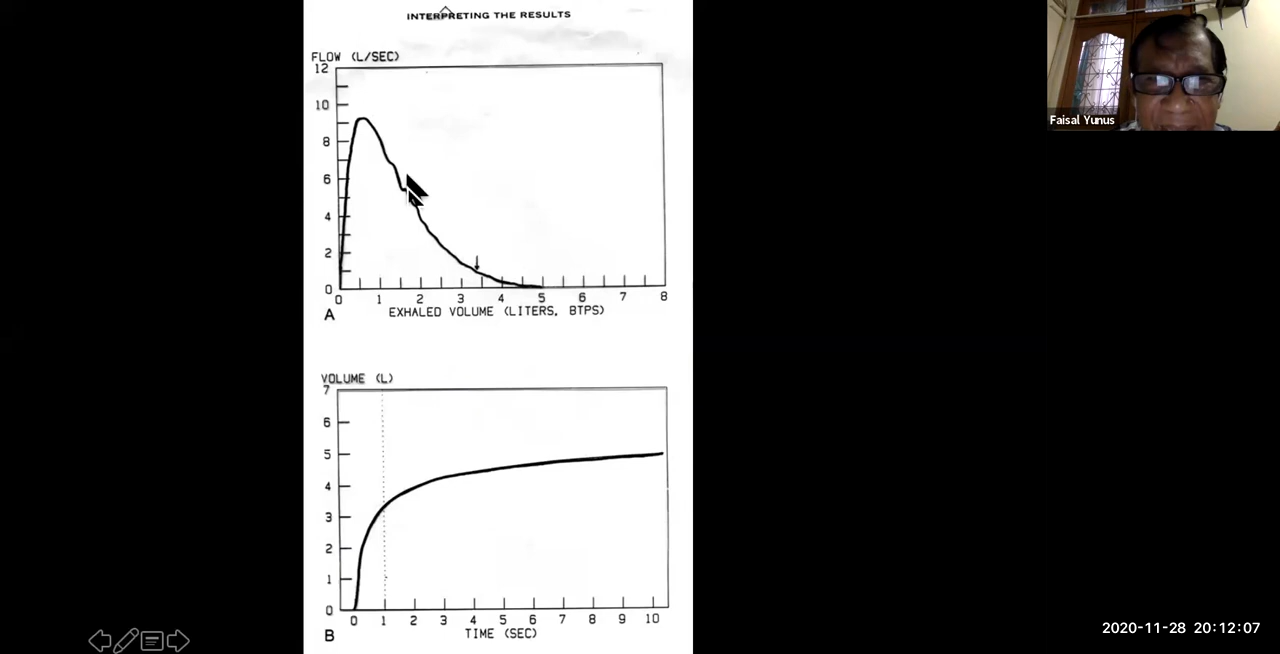 INTERPRETING THE RESULTS
FLOW (L/SEC)
12
10
8
6
4
2
0
0 1 2 3 4 5 6 7 8
EXHALED VOLUME (LITERS, BTPS)
A
VOLUME (L)
7
6
5
4
3
2
1
0
0 1 2 3 4 5 6 7 8 9 10
TIME (SEC)
B
Faisal Yunus
2020-11-28 20:12:07